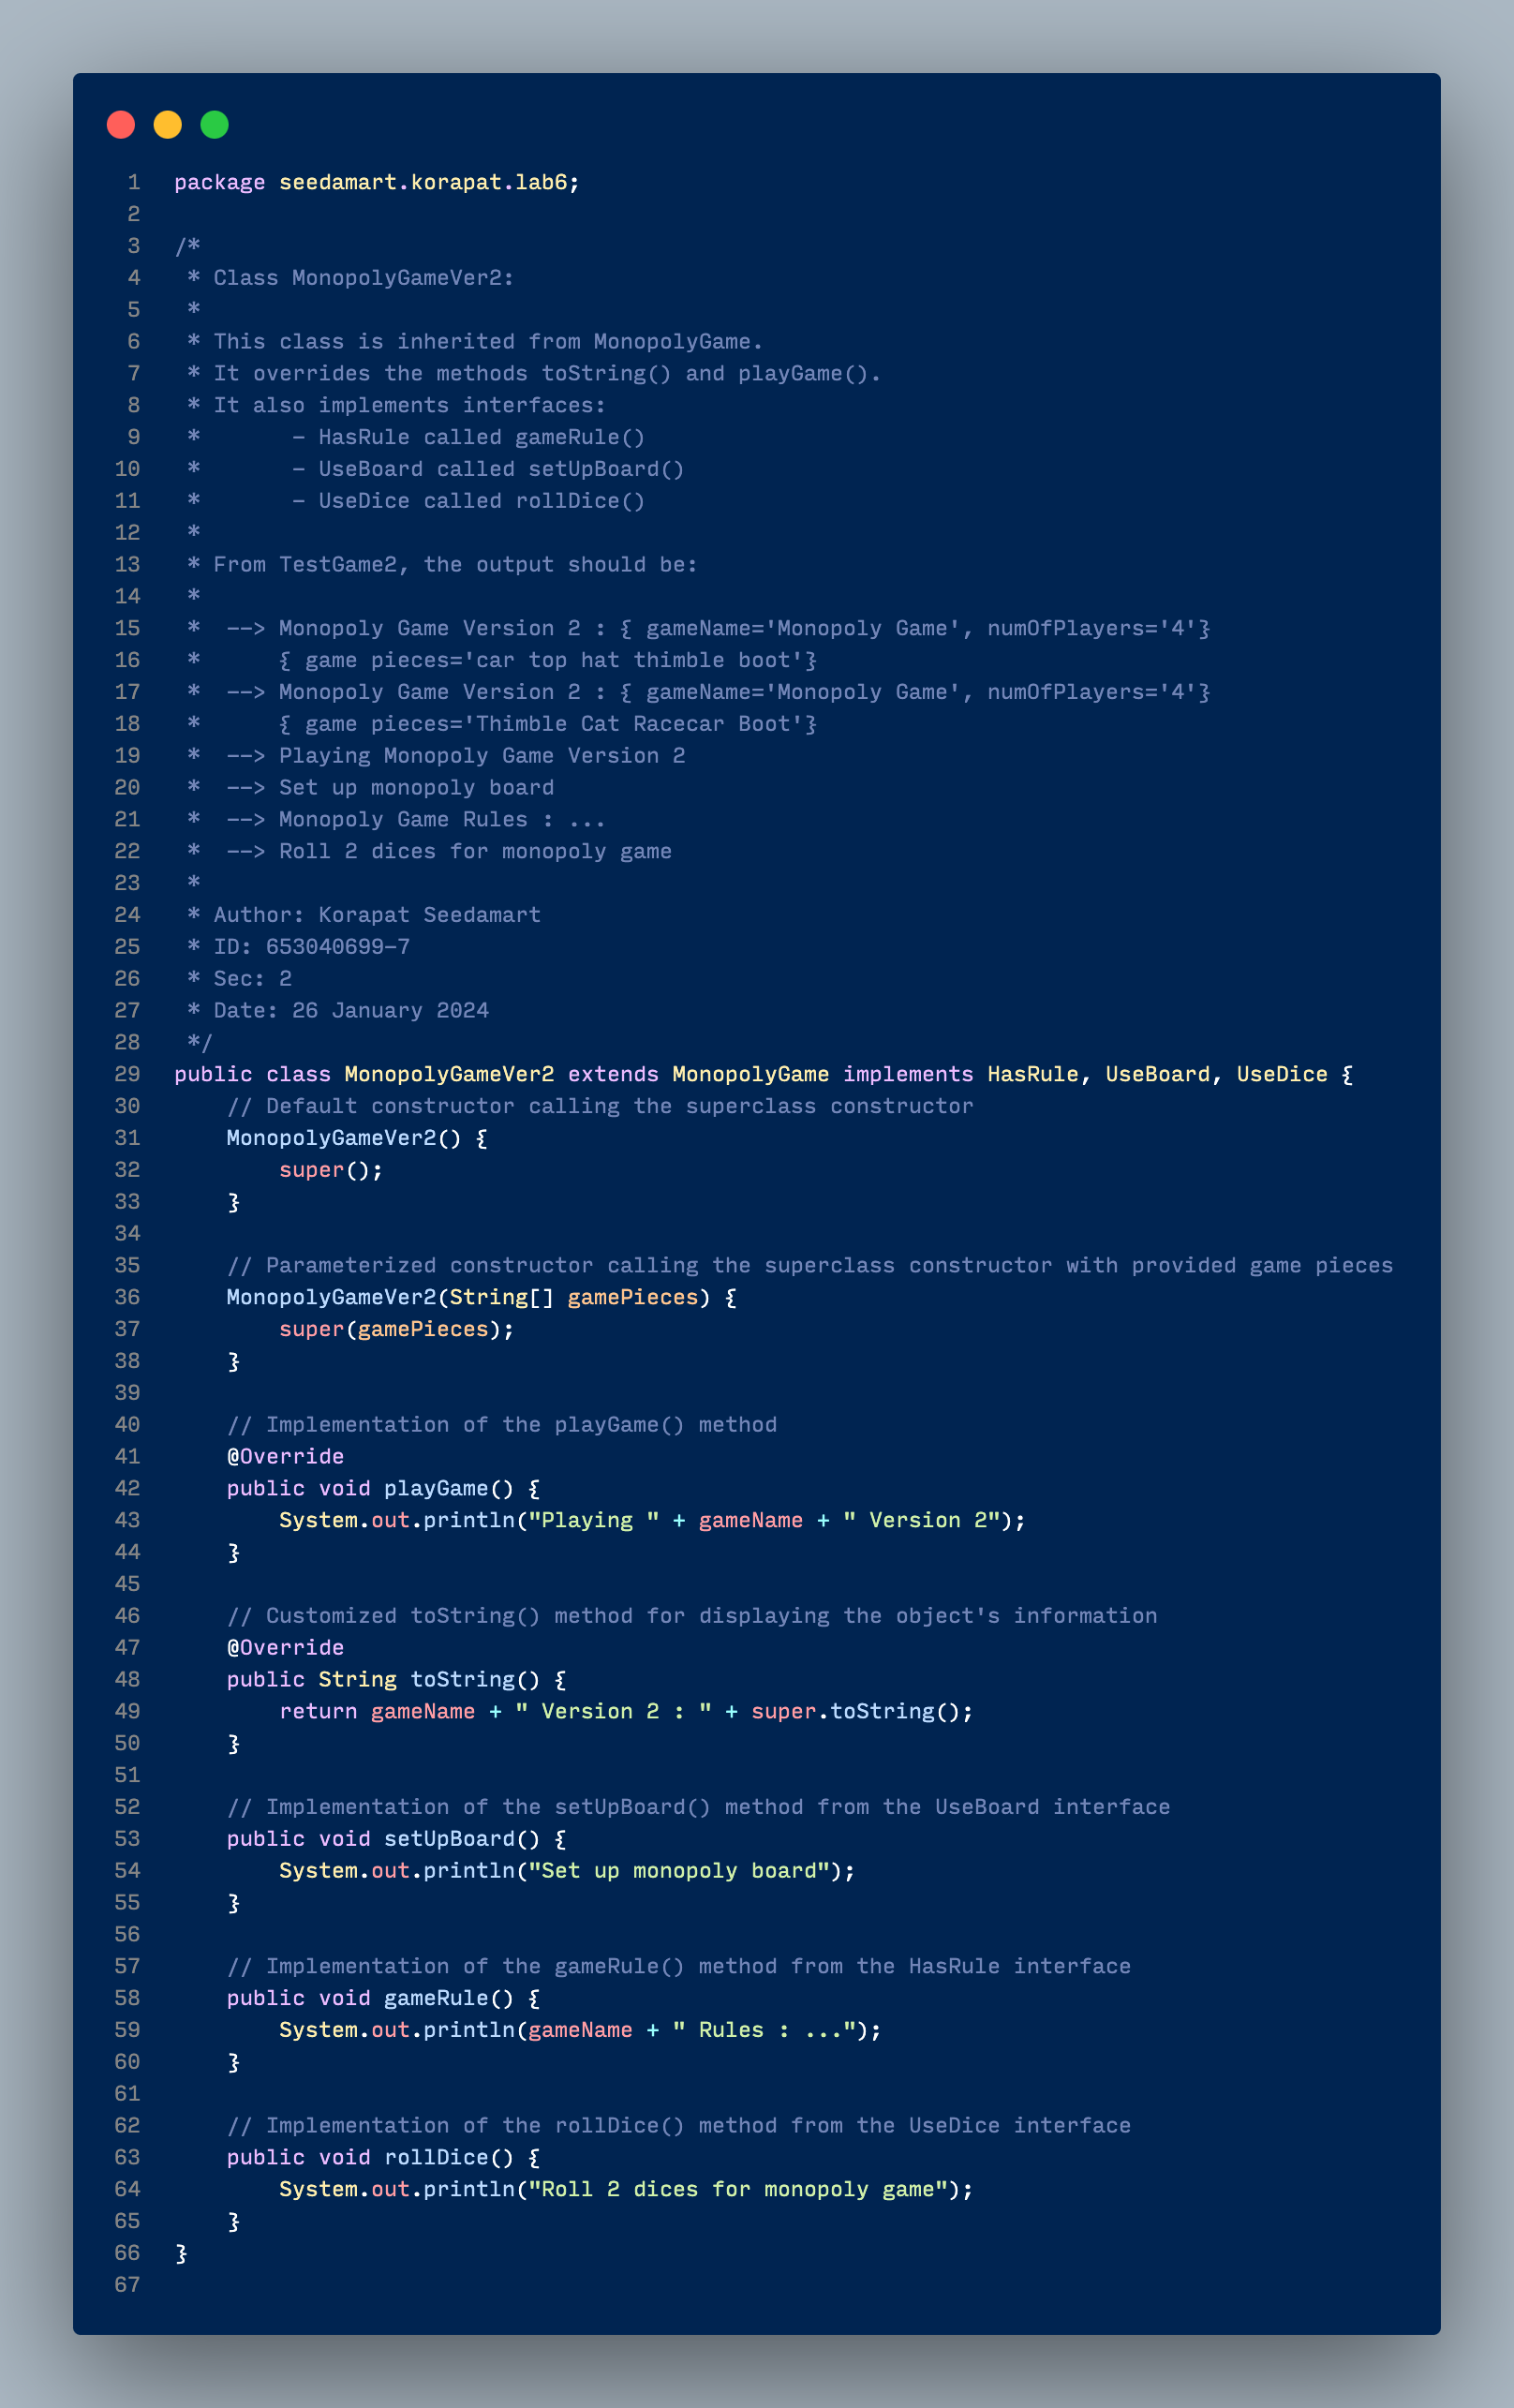 1 package seedamart.korapat.lab6;
2
3 /*
4  * Class MonopolyGameVer2:
5  *
6  * This class is inherited from MonopolyGame.
7  * It overrides the methods toString() and playGame().
8  * It also implements interfaces:
9  *       - HasRule called gameRule()
10  *       - UseBoard called setUpBoard()
11  *       - UseDice called rollDice()
12  *
13  * From TestGame2, the output should be:
14  *
15  *  --> Monopoly Game Version 2 : { gameName='Monopoly Game', numOfPlayers='4'}
16  *      { game pieces='car top hat thimble boot'}
17  *  --> Monopoly Game Version 2 : { gameName='Monopoly Game', numOfPlayers='4'}
18  *      { game pieces='Thimble Cat Racecar Boot'}
19  *  --> Playing Monopoly Game Version 2
20  *  --> Set up monopoly board
21  *  --> Monopoly Game Rules : ...
22  *  --> Roll 2 dices for monopoly game
23  *
24  * Author: Korapat Seedamart
25  * ID: 653040699-7
26  * Sec: 2
27  * Date: 26 January 2024
28  */
29 public class MonopolyGameVer2 extends MonopolyGame implements HasRule, UseBoard, UseDice {
30     // Default constructor calling the superclass constructor
31     MonopolyGameVer2() {
32         super();
33     }
34
35     // Parameterized constructor calling the superclass constructor with provided game pieces
36     MonopolyGameVer2(String[] gamePieces) {
37         super(gamePieces);
38     }
39
40     // Implementation of the playGame() method
41     @Override
42     public void playGame() {
43         System.out.println("Playing " + gameName + " Version 2");
44     }
45
46     // Customized toString() method for displaying the object's information
47     @Override
48     public String toString() {
49         return gameName + " Version 2 : " + super.toString();
50     }
51
52     // Implementation of the setUpBoard() method from the UseBoard interface
53     public void setUpBoard() {
54         System.out.println("Set up monopoly board");
55     }
56
57     // Implementation of the gameRule() method from the HasRule interface
58     public void gameRule() {
59         System.out.println(gameName + " Rules : ...");
60     }
61
62     // Implementation of the rollDice() method from the UseDice interface
63     public void rollDice() {
64         System.out.println("Roll 2 dices for monopoly game");
65     }
66 }
67